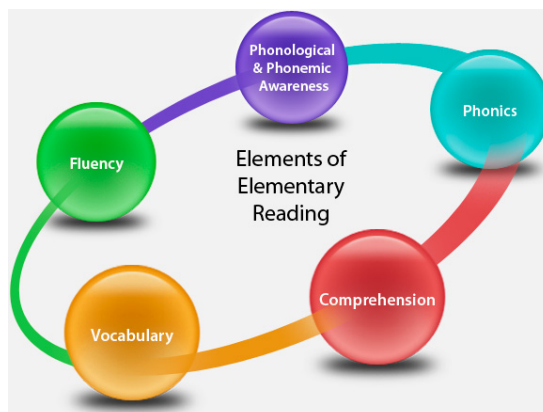 Phonological
& Phonemic
Awareness
Phonics
Fluency
Elements of
Elementary
Reading
Comprehension
Vocabulary